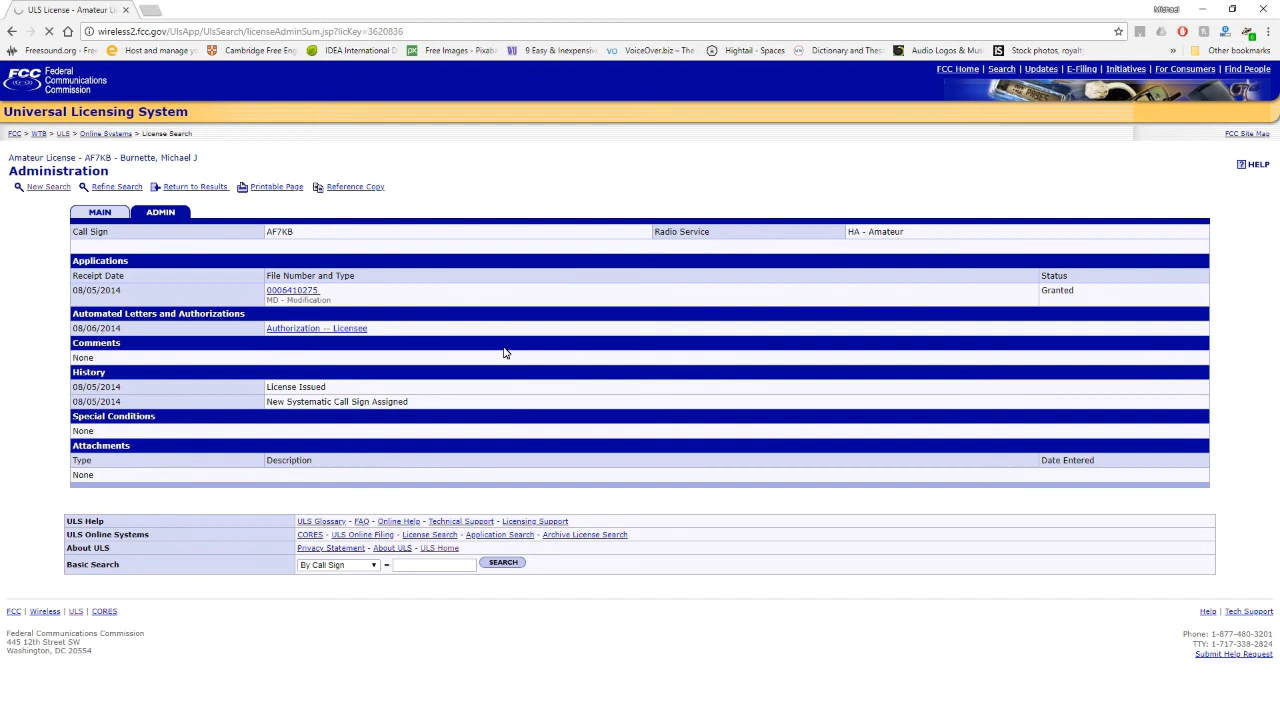 ULS License - Amateur Li
Michael
wireless2.fcc.gov/UlsApp/UlsSearch/licenseAdminSum.jsp?licKey=3620836
Freesound.org - Free Host and manage yo Cambridge Free Eng IDEA International D Free Images - Pixaba 9 Easy & Inexpensiv VoiceOver.biz – The Hightail - Spaces Dictionary and Thes Audio Logos & Mus Stock photos, royalt » Other bookmarks
FCC Federal Communications Commission
FCC Home | Search | Updates | E-Filing | Initiatives | For Consumers | Find People
Universal Licensing System
FCC > WTB > ULS > Online Systems > License Search
FCC Site Map
Amateur License - AF7KB - Burnette, Michael J
Administration
? HELP
New Search Refine Search Return to Results Printable Page Reference Copy
MAIN ADMIN
Call Sign AF7KB Radio Service HA - Amateur
Applications
Receipt Date File Number and Type Status
08/05/2014 0006410275 Granted
MD - Modification
Automated Letters and Authorizations
08/06/2014 Authorization -- Licensee
Comments
None
History
08/05/2014 License Issued
08/05/2014 New Systematic Call Sign Assigned
Special Conditions
None
Attachments
Type Description Date Entered
None
ULS Help ULS Glossary - FAQ - Online Help - Technical Support - Licensing Support
ULS Online Systems CORES - ULS Online Filing - License Search - Application Search - Archive License Search
About ULS Privacy Statement - About ULS - ULS Home
Basic Search By Call Sign = SEARCH
FCC | Wireless | ULS | CORES
Help | Tech Support
Federal Communications Commission
445 12th Street SW
Washington, DC 20554
Phone: 1-877-480-3201
TTY: 1-717-338-2824
Submit Help Request